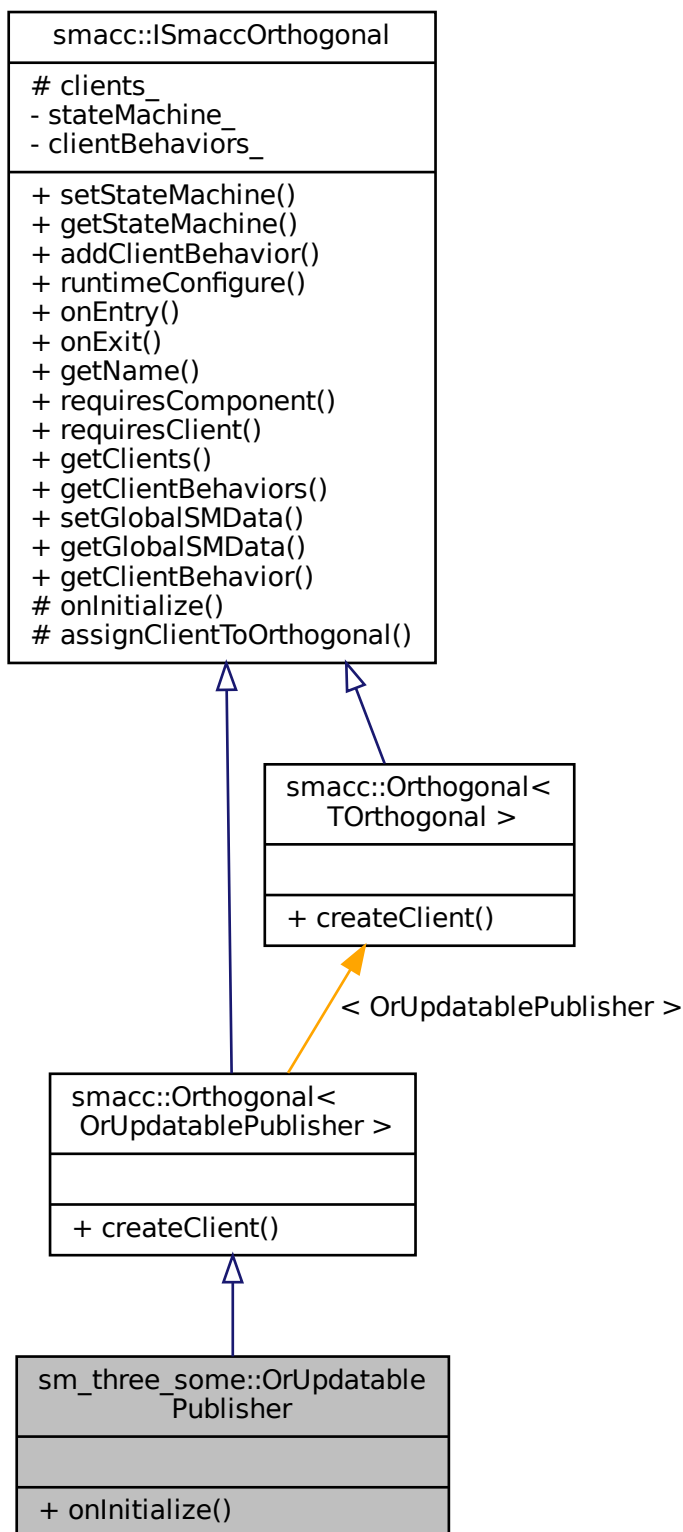 smacc::ISmaccOrthogonal
# clients_
- stateMachine_
- clientBehaviors_
+ setStateMachine()
+ getStateMachine()
+ addClientBehavior()
+ runtimeConfigure()
+ onEntry()
+ onExit()
+ getName()
+ requiresComponent()
+ requiresClient()
+ getClients()
+ getClientBehaviors()
+ setGlobalSMData()
+ getGlobalSMData()
+ getClientBehavior()
# onInitialize()
# assignClientToOrthogonal()
smacc::Orthogonal<
TOrthogonal >
+ createClient()
< OrUpdatablePublisher >
smacc::Orthogonal<
OrUpdatablePublisher >
+ createClient()
sm_three_some::OrUpdatable
Publisher
+ onInitialize()